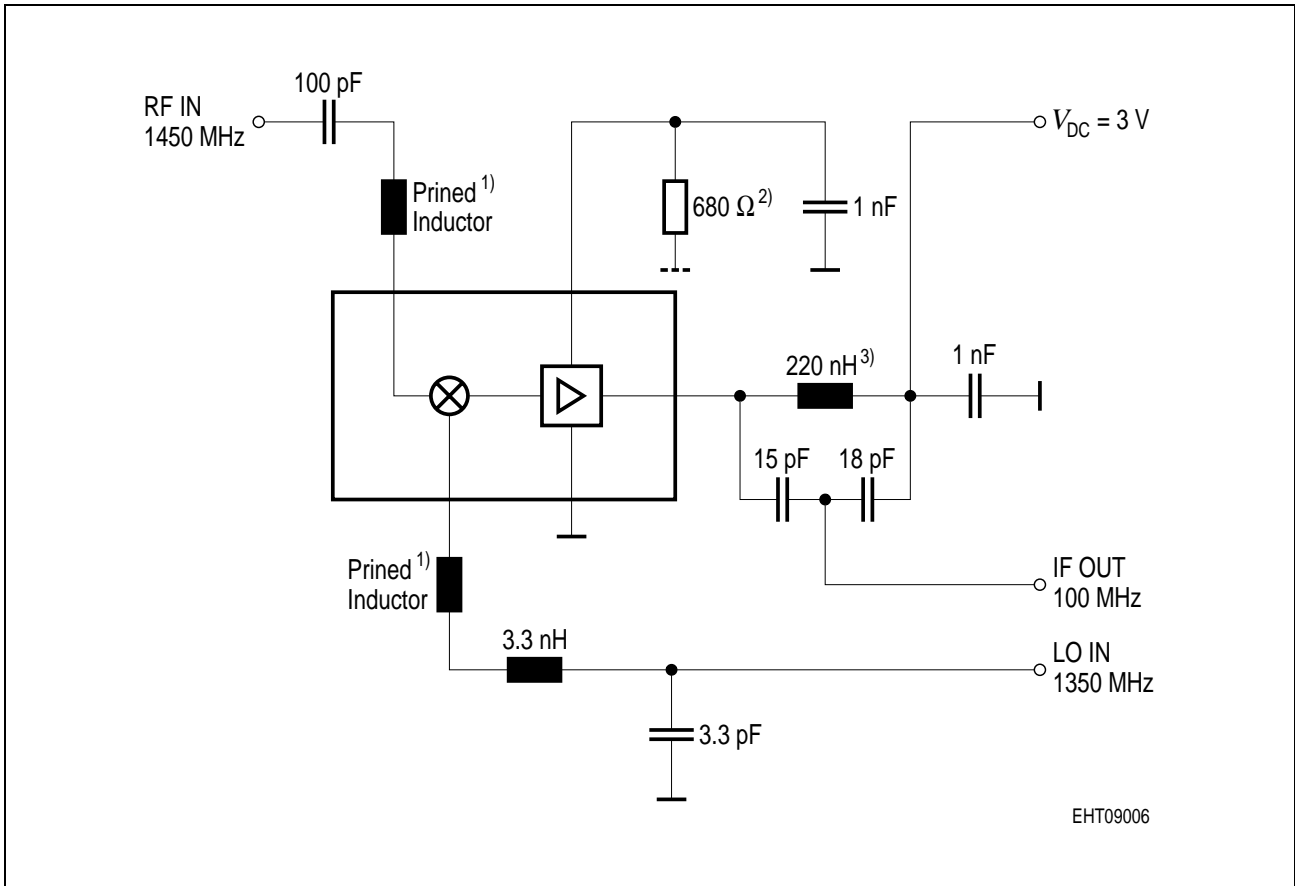 100 pF
RF IN
1450 MHz
V_DC = 3 V
Prined 1)
Inductor
680 Ω 2)
1 nF
220 nH 3)
1 nF
15 pF
18 pF
Prined 1)
Inductor
IF OUT
100 MHz
3.3 nH
LO IN
1350 MHz
3.3 pF
EHT09006